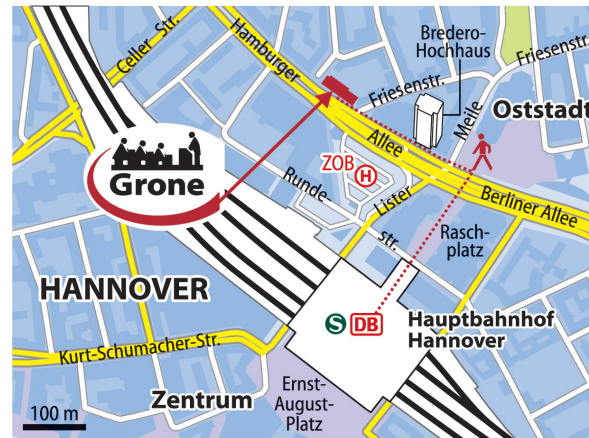 Celler Str.
Hamburger
Allee
Bredero-
Hochhaus
Friesenstr.
Friesenstr.
Oststadt
Meile
Lister
ZOB H
Grone
Runde-
str.
Berliner Allee
Rasch-
platz
HANNOVER
S DB
Hauptbahnhof
Hannover
Kurt-Schumacher-Str.
Zentrum
Ernst-
August-
Platz
100 m